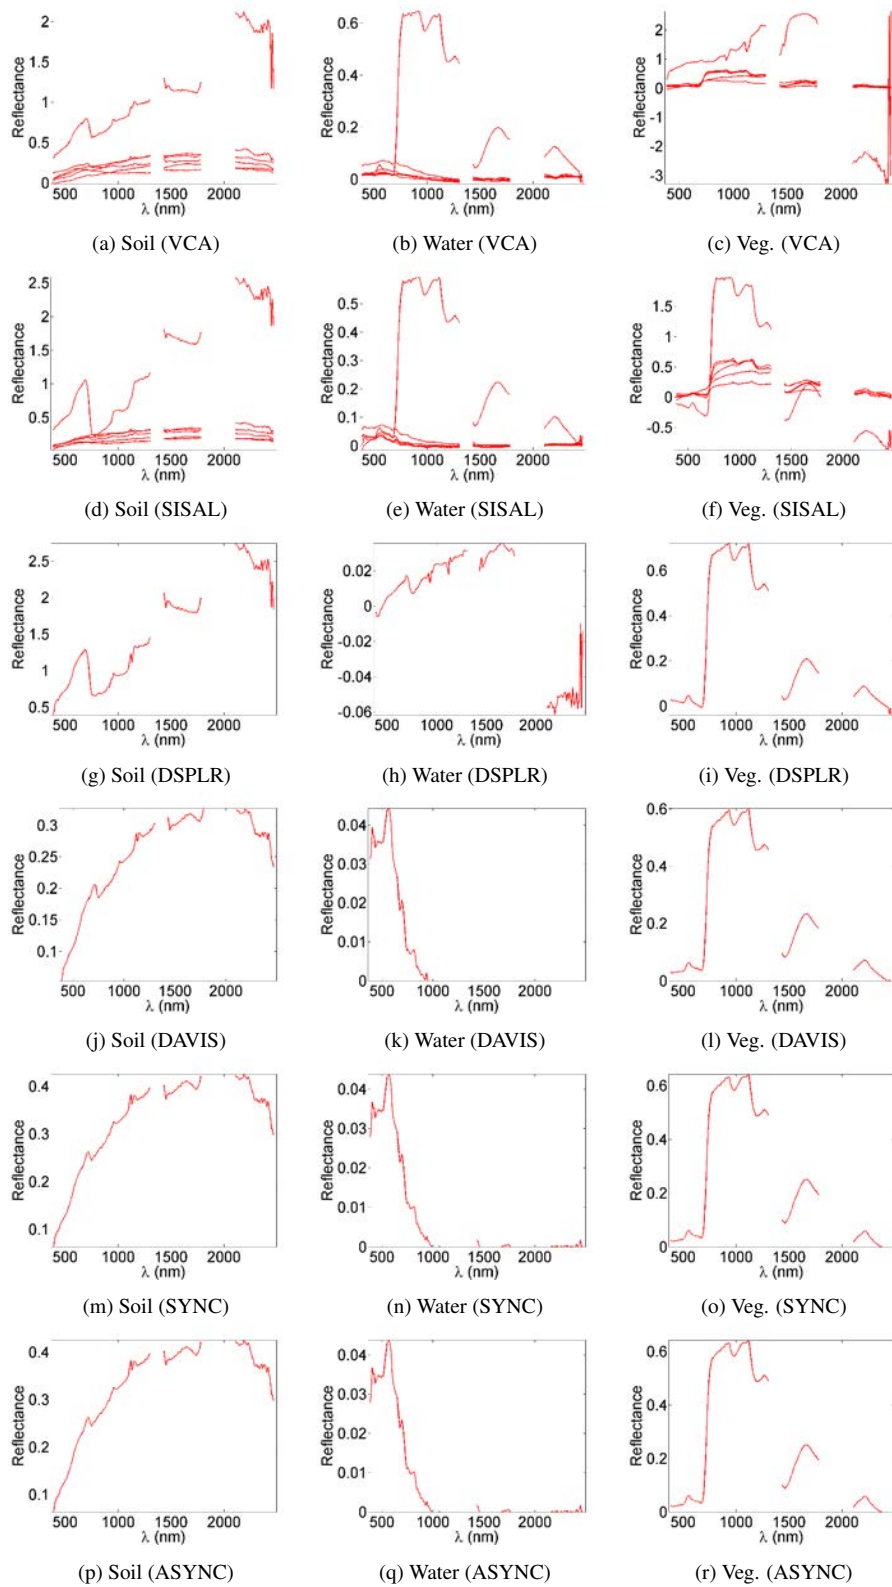 Reflectance
2
1.5
1
0.5
0
500 1000 1500 2000
λ (nm)
(a) Soil (VCA)
Reflectance
0.6
0.4
0.2
0
500 1000 1500 2000
λ (nm)
(b) Water (VCA)
Reflectance
2
1
0
-1
-2
-3
500 1000 1500 2000
λ (nm)
(c) Veg. (VCA)
Reflectance
2.5
2
1.5
1
0.5
500 1000 1500 2000
λ (nm)
(d) Soil (SISAL)
Reflectance
0.5
0.4
0.3
0.2
0.1
0
500 1000 1500 2000
λ (nm)
(e) Water (SISAL)
Reflectance
1.5
1
0.5
0
-0.5
500 1000 1500 2000
λ (nm)
(f) Veg. (SISAL)
Reflectance
2.5
2
1.5
1
0.5
500 1000 1500 2000
λ (nm)
(g) Soil (DSPLR)
Reflectance
0.02
0
-0.02
-0.04
-0.06
500 1000 1500 2000
λ (nm)
(h) Water (DSPLR)
Reflectance
0.6
0.4
0.2
0
500 1000 1500 2000
λ (nm)
(i) Veg. (DSPLR)
Reflectance
0.3
0.25
0.2
0.15
0.1
500 1000 1500 2000
λ (nm)
(j) Soil (DAVIS)
Reflectance
0.04
0.03
0.02
0.01
0
500 1000 1500 2000
λ (nm)
(k) Water (DAVIS)
Reflectance
0.6
0.4
0.2
0
500 1000 1500 2000
λ (nm)
(l) Veg. (DAVIS)
Reflectance
0.4
0.3
0.2
0.1
500 1000 1500 2000
λ (nm)
(m) Soil (SYNC)
Reflectance
0.04
0.03
0.02
0.01
0
500 1000 1500 2000
λ (nm)
(n) Water (SYNC)
Reflectance
0.6
0.4
0.2
0
500 1000 1500 2000
λ (nm)
(o) Veg. (SYNC)
Reflectance
0.4
0.3
0.2
0.1
500 1000 1500 2000
λ (nm)
(p) Soil (ASYNC)
Reflectance
0.04
0.03
0.02
0.01
0
500 1000 1500 2000
λ (nm)
(q) Water (ASYNC)
Reflectance
0.6
0.4
0.2
0
500 1000 1500 2000
λ (nm)
(r) Veg. (ASYNC)